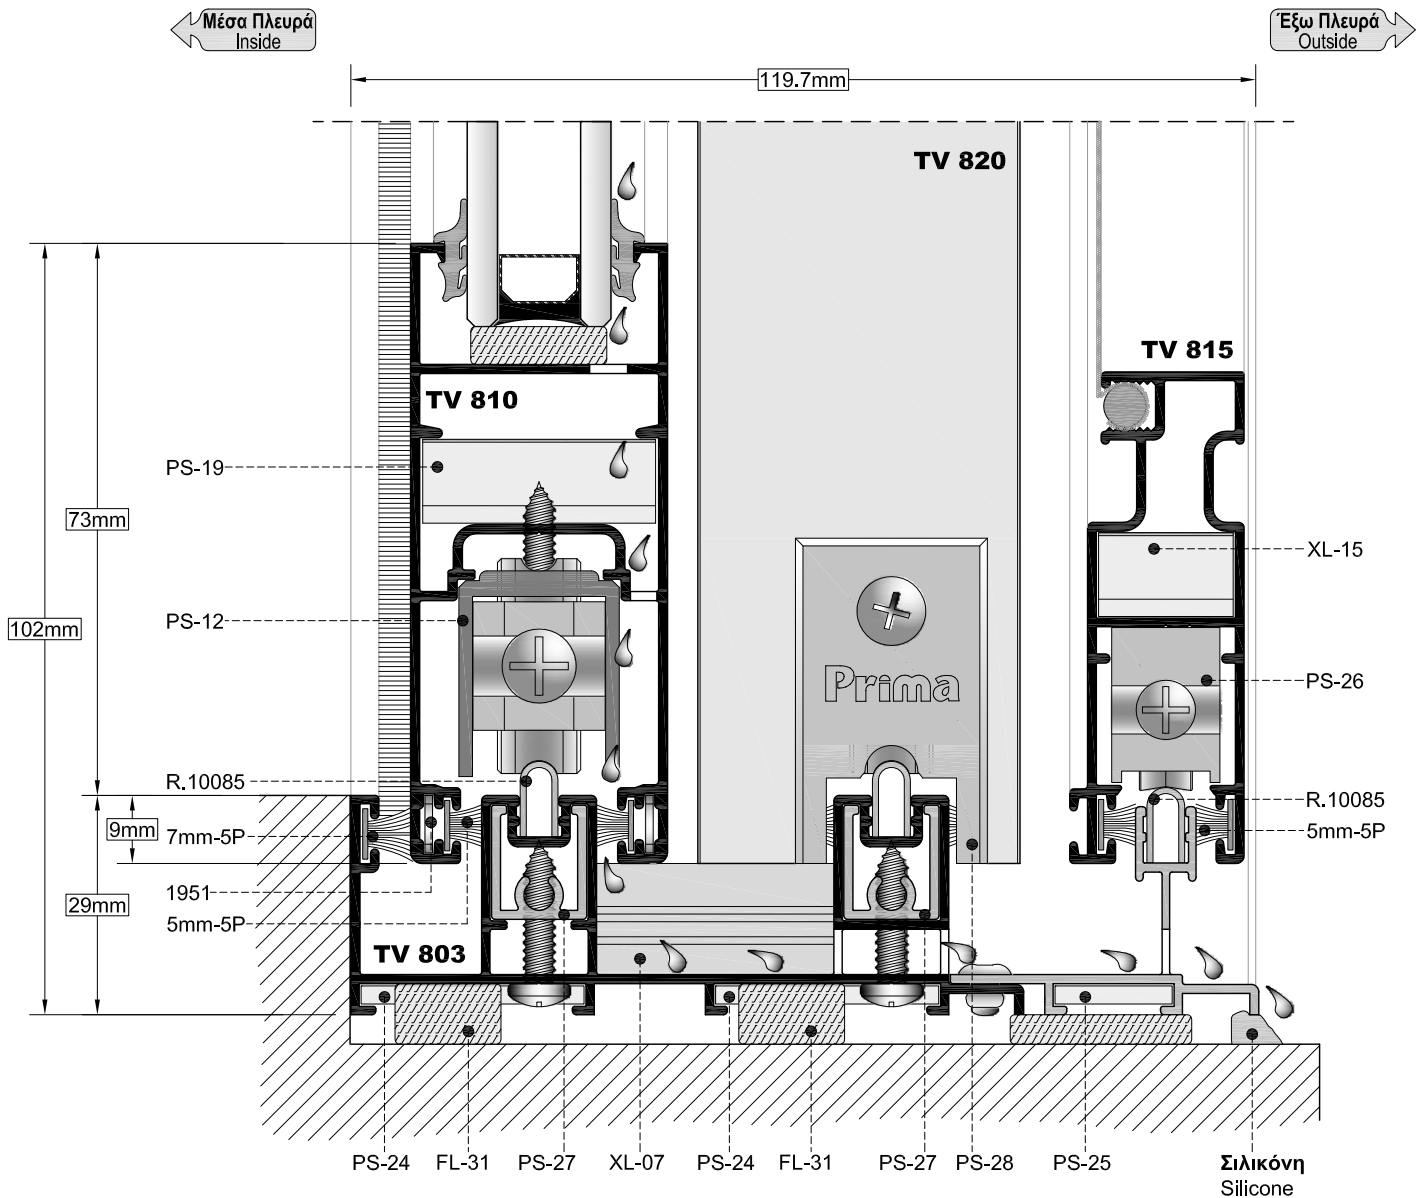 Μέσα Πλευρά
Inside
Έξω Πλευρά
Outside
119.7mm
TV 820
TV 815
TV 810
PS-19
73mm
XL-15
102mm
PS-12
PS-26
Prima
R.10085
R.10085
9mm
7mm-5P
5mm-5P
1951
29mm
5mm-5P
TV 803
PS-24
FL-31
PS-27
XL-07
PS-24
FL-31
PS-27
PS-28
PS-25
Σιλικόνη
Silicone